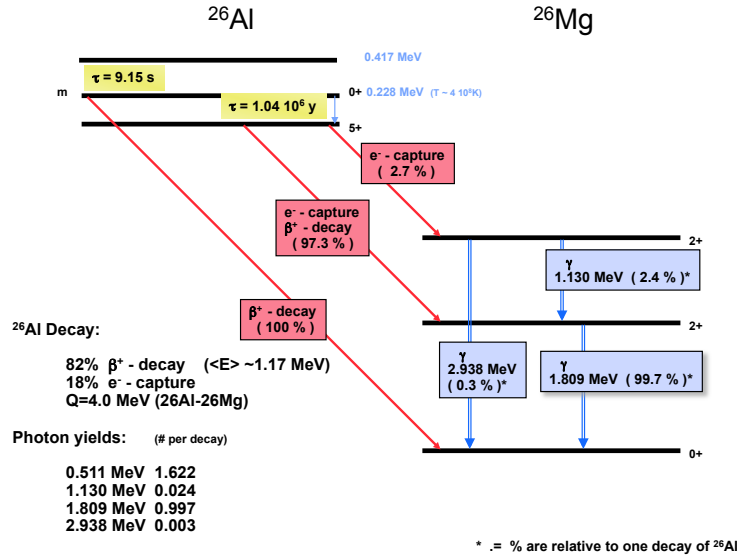 ²⁶Al
²⁶Mg
0.417 MeV
τ = 9.15 s
m
0+
0.228 MeV (T ~ 4 10⁸K)
τ = 1.04 10⁶ y
5+
e⁻ - capture
( 2.7 % )
e⁻ - capture
β⁺ - decay
( 97.3 % )
2+
γ
1.130 MeV ( 2.4 % )*
β⁺ - decay
( 100 % )
2+
γ
2.938 MeV
( 0.3 % )*
γ
1.809 MeV ( 99.7 % )*
0+
²⁶Al Decay:
82% β⁺ - decay (<E> ~1.17 MeV)
18% e⁻ - capture
Q=4.0 MeV (26Al-26Mg)
Photon yields: (# per decay)
0.511 MeV 1.622
1.130 MeV 0.024
1.809 MeV 0.997
2.938 MeV 0.003
* .= % are relative to one decay of ²⁶Al